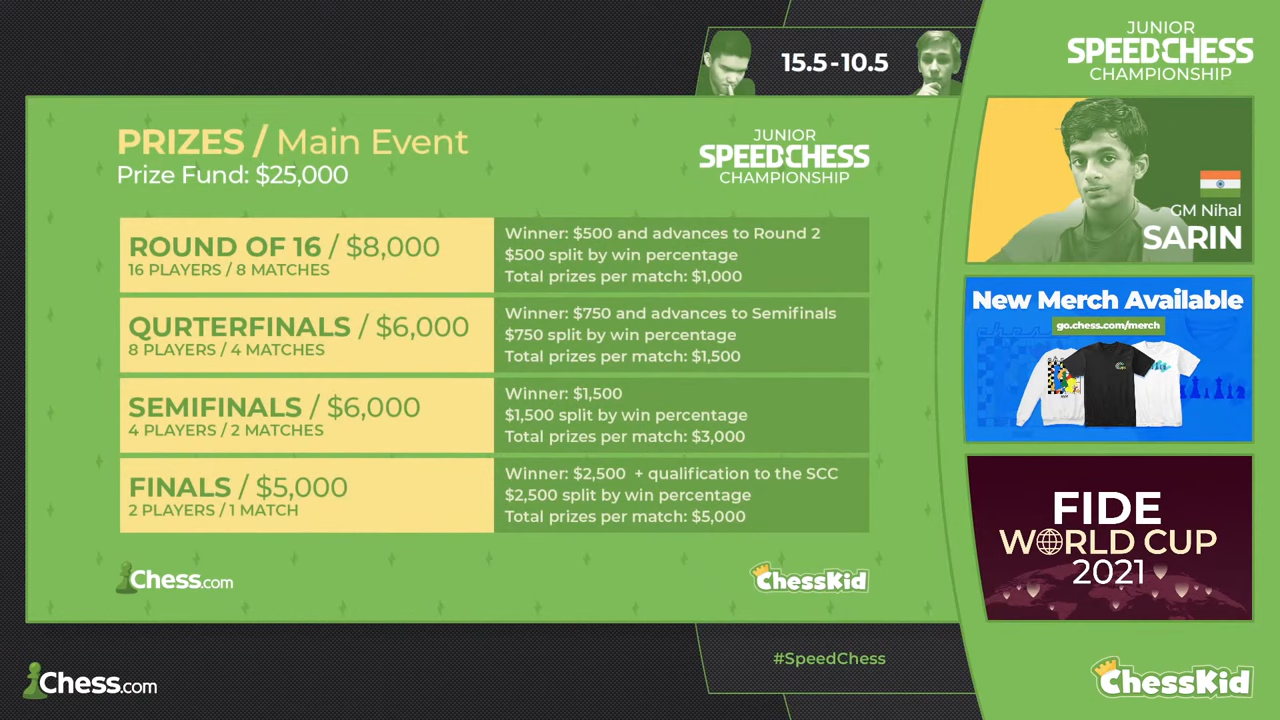 15.5-10.5
JUNIOR
SPEEDCHESS
CHAMPIONSHIP
PRIZES / Main Event
Prize Fund: $25,000
JUNIOR
SPEEDCHESS
CHAMPIONSHIP
ROUND OF 16 / $8,000
16 PLAYERS / 8 MATCHES
Winner: $500 and advances to Round 2
$500 split by win percentage
Total prizes per match: $1,000
QURTERFINALS / $6,000
8 PLAYERS / 4 MATCHES
Winner: $750 and advances to Semifinals
$750 split by win percentage
Total prizes per match: $1,500
SEMIFINALS / $6,000
4 PLAYERS / 2 MATCHES
Winner: $1,500
$1,500 split by win percentage
Total prizes per match: $3,000
FINALS / $5,000
2 PLAYERS / 1 MATCH
Winner: $2,500 + qualification to the SCC
$2,500 split by win percentage
Total prizes per match: $5,000
Chess.com
ChessKid
GM Nihal
SARIN
New Merch Available
go.chess.com/merch
FIDE
WORLD CUP
2021
#SpeedChess
Chess.com
ChessKid